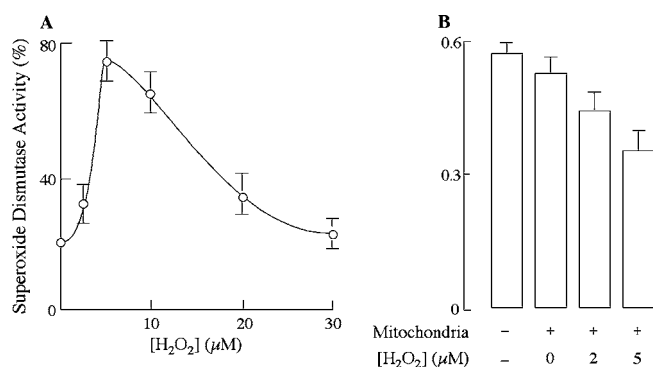 A
Superoxide Dismutase Activity (%)
80
40
0
10
20
30
[H₂O₂] (μM)
B
0.6
0.3
0
Mitochondria − + + +
[H₂O₂] (μM) − 0 2 5